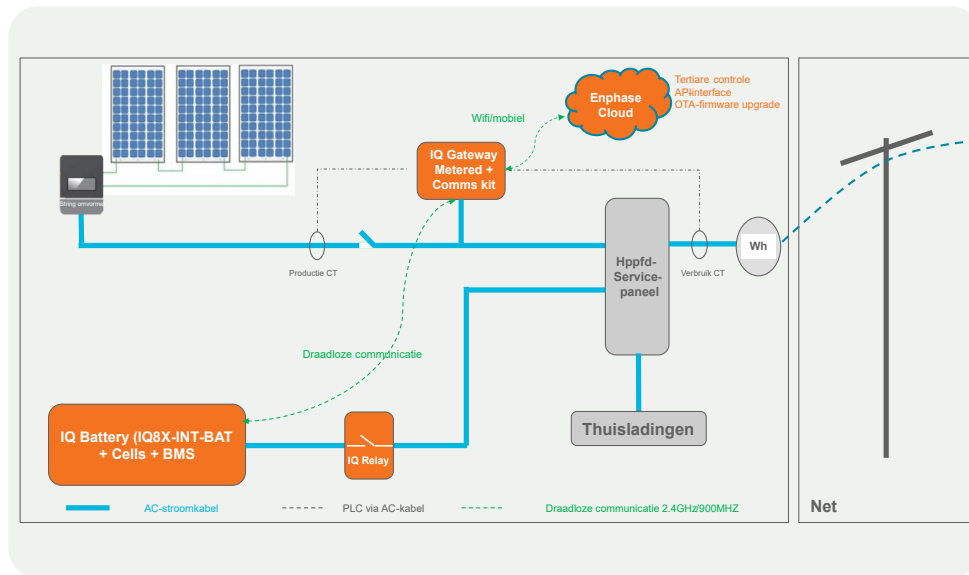 Enphase
Cloud
Tertiare controle
API-interface
OTA-firmware upgrade
Wifi/mobiel
IQ Gateway
Metered +
Comms kit
String omvorme
Productie CT
Hppfd-
Service-
paneel
Verbruik CT
Wh
Draadloze communicatie
IQ Battery (IQ8X-INT-BAT
+ Cells + BMS
IQ Relay
Thuisladingen
AC-stroomkabel
PLC via AC-kabel
Draadloze communicatie 2.4GHz/900MHZ
Net